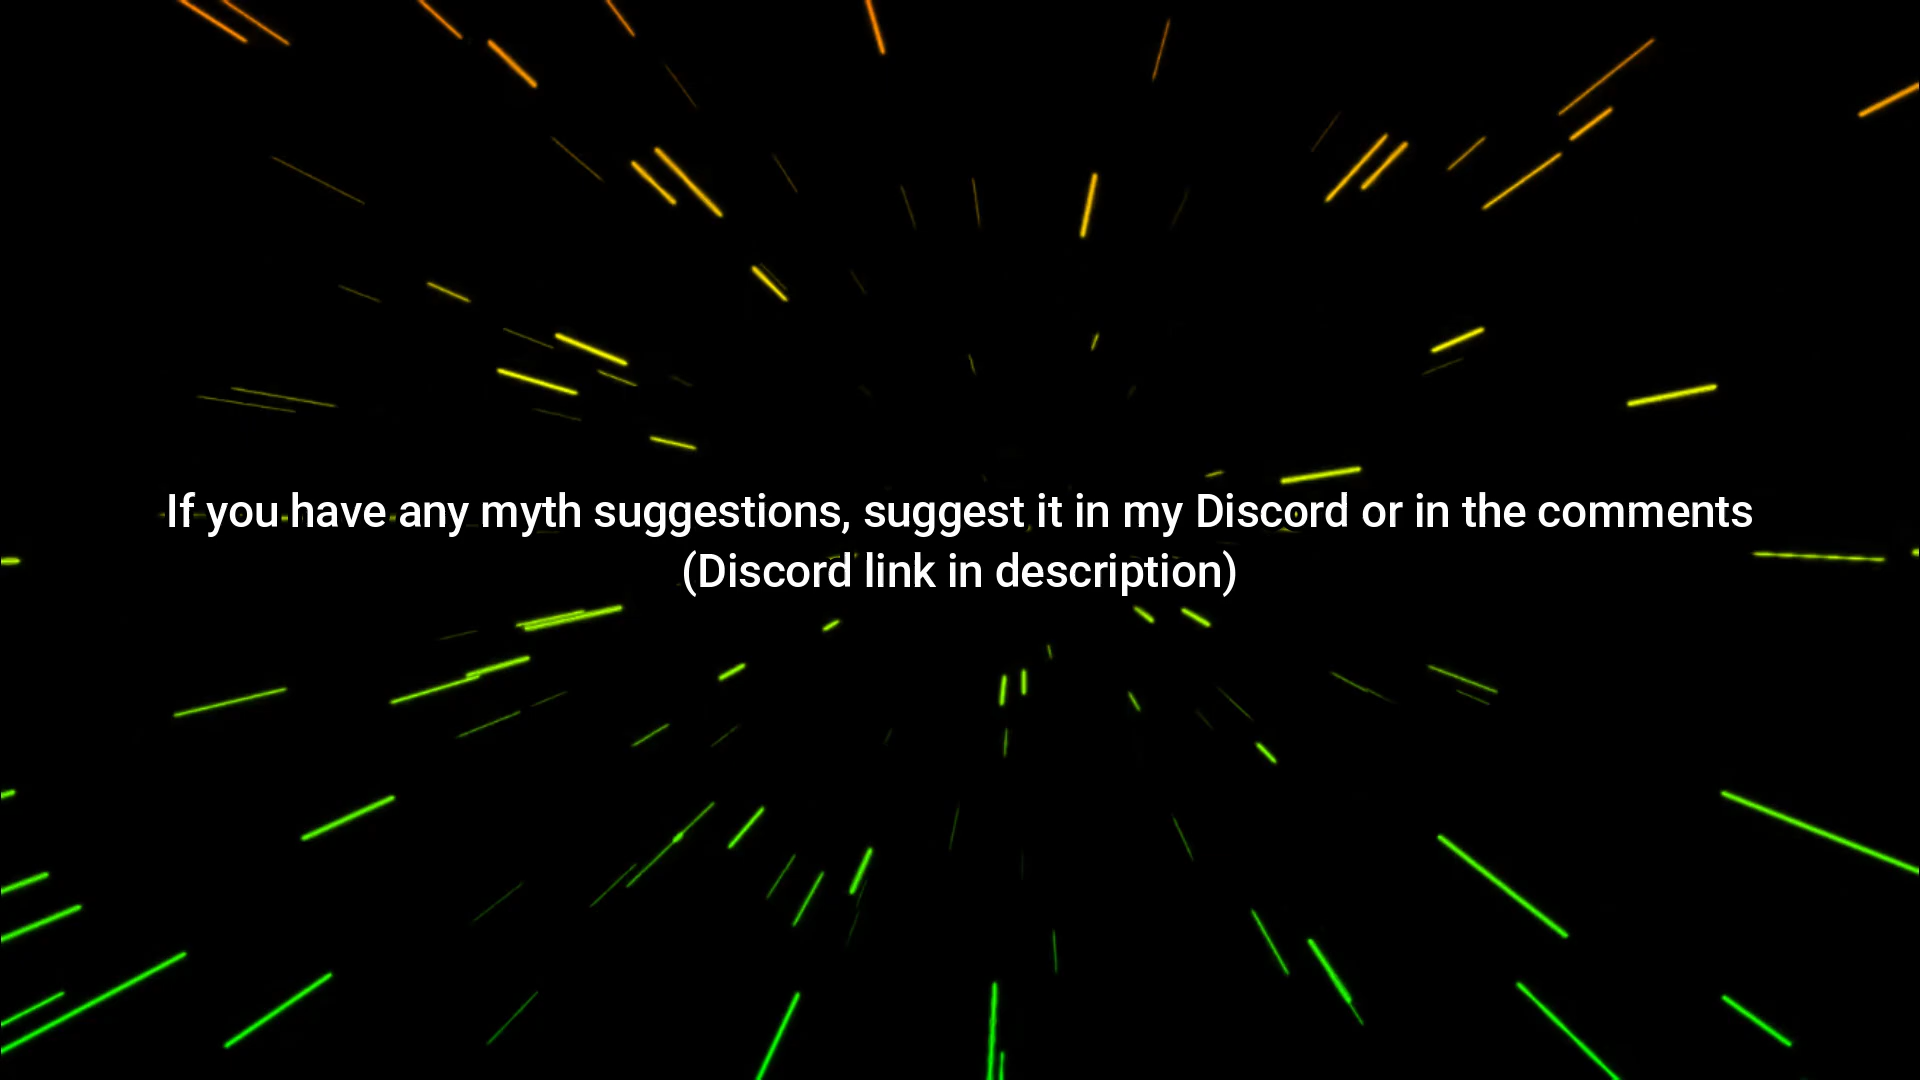 If you have any myth suggestions, suggest it in my Discord or in the comments
(Discord link in description)